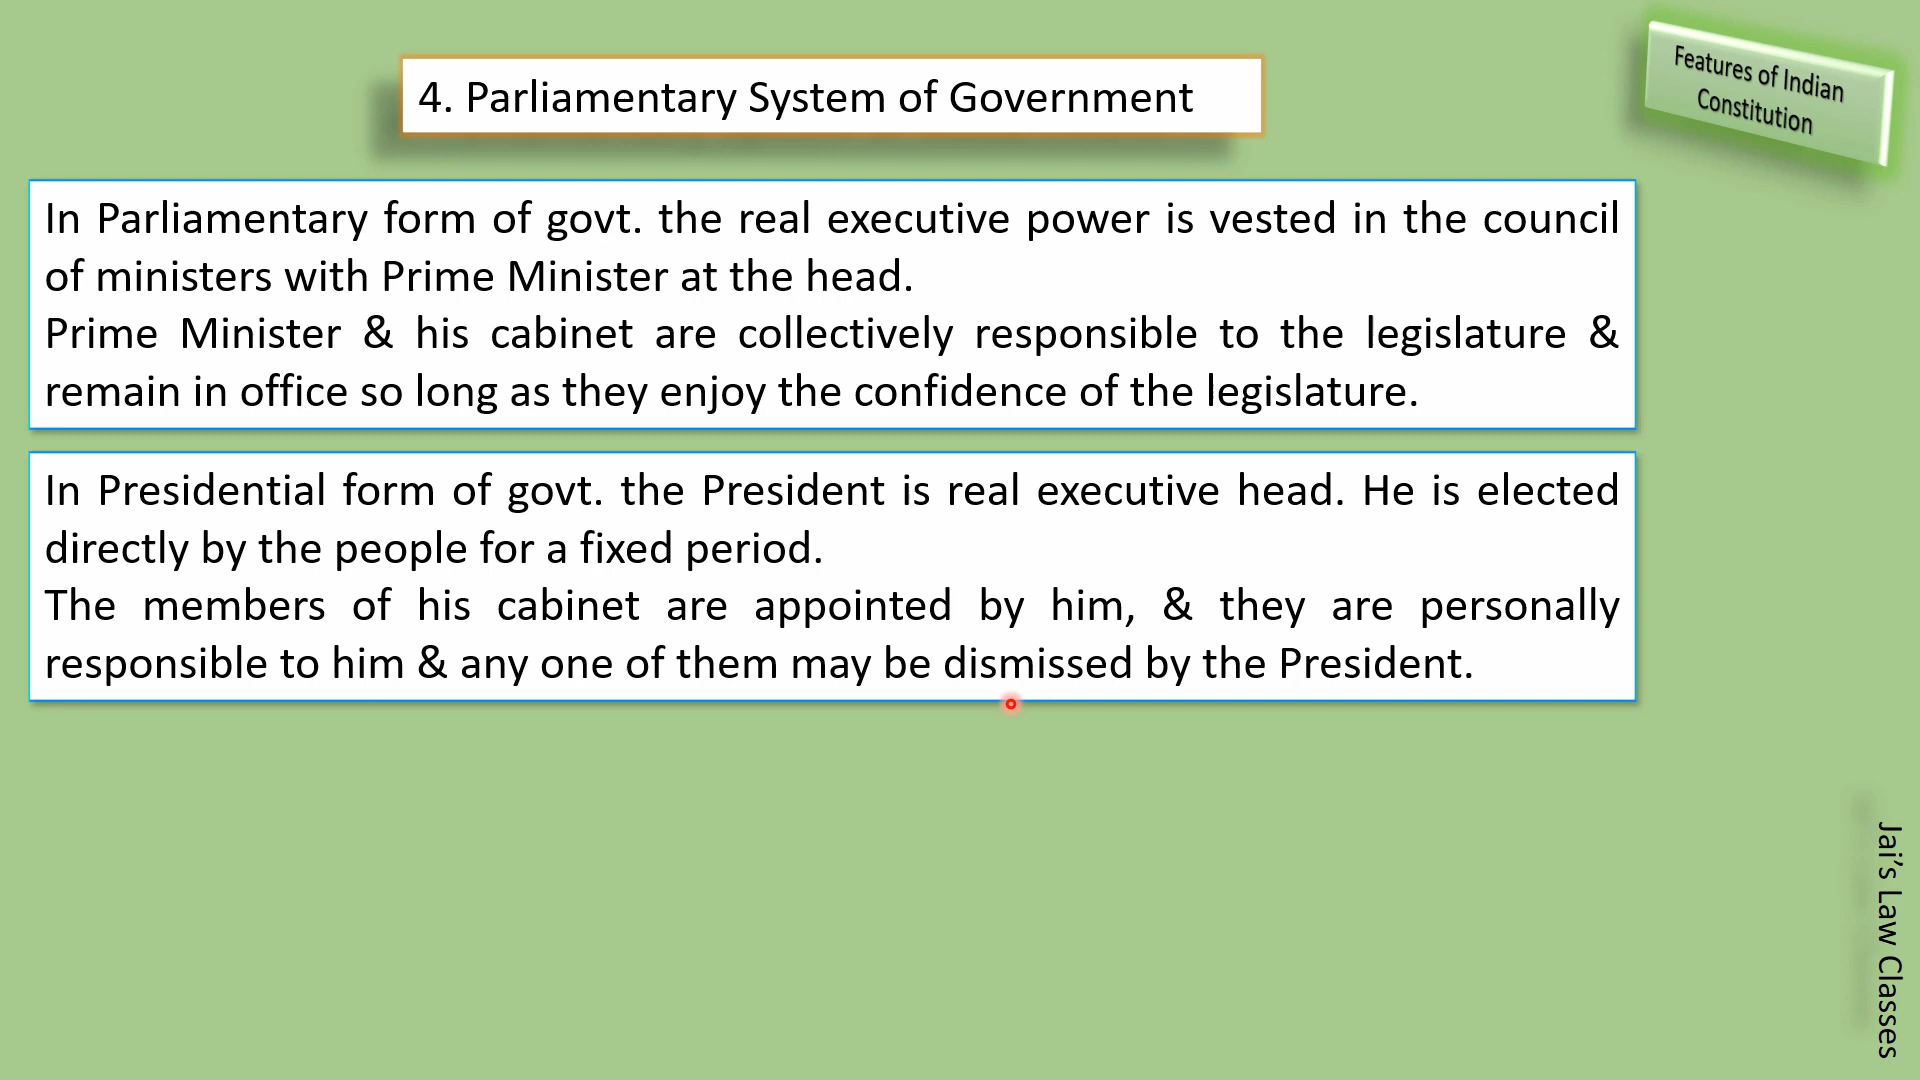 4. Parliamentary System of Government
Features of Indian
Constitution
In Parliamentary form of govt. the real executive power is vested in the council
of ministers with Prime Minister at the head.
Prime Minister & his cabinet are collectively responsible to the legislature &
remain in office so long as they enjoy the confidence of the legislature.
In Presidential form of govt. the President is real executive head. He is elected
directly by the people for a fixed period.
The members of his cabinet are appointed by him, & they are personally
responsible to him & any one of them may be dismissed by the President.
Jai's Law Classes